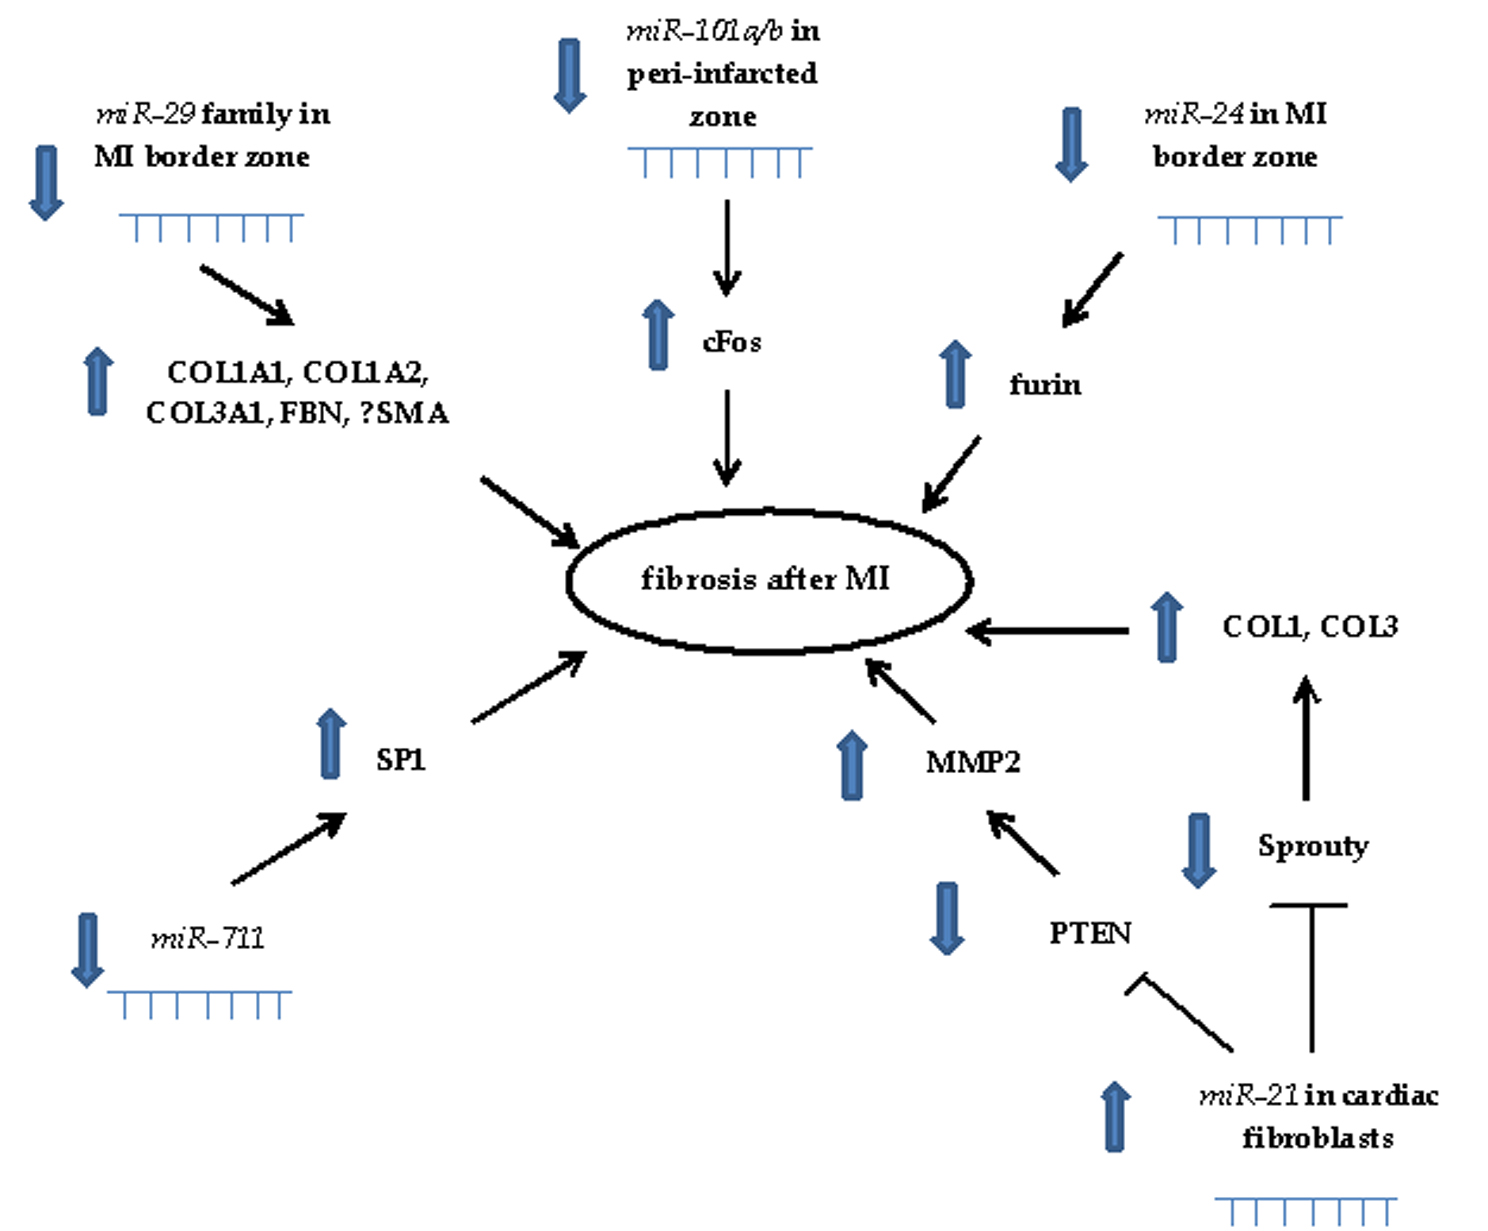 miR-101a/b in
peri-infarcted
zone
miR-29 family in
MI border zone
miR-24 in MI
border zone
cFos
COL1A1, COL1A2,
COL3A1, FBN, ?SMA
furin
fibrosis after MI
COL1, COL3
SP1
MMP2
Sprouty
miR-711
PTEN
miR-21 in cardiac
fibroblasts